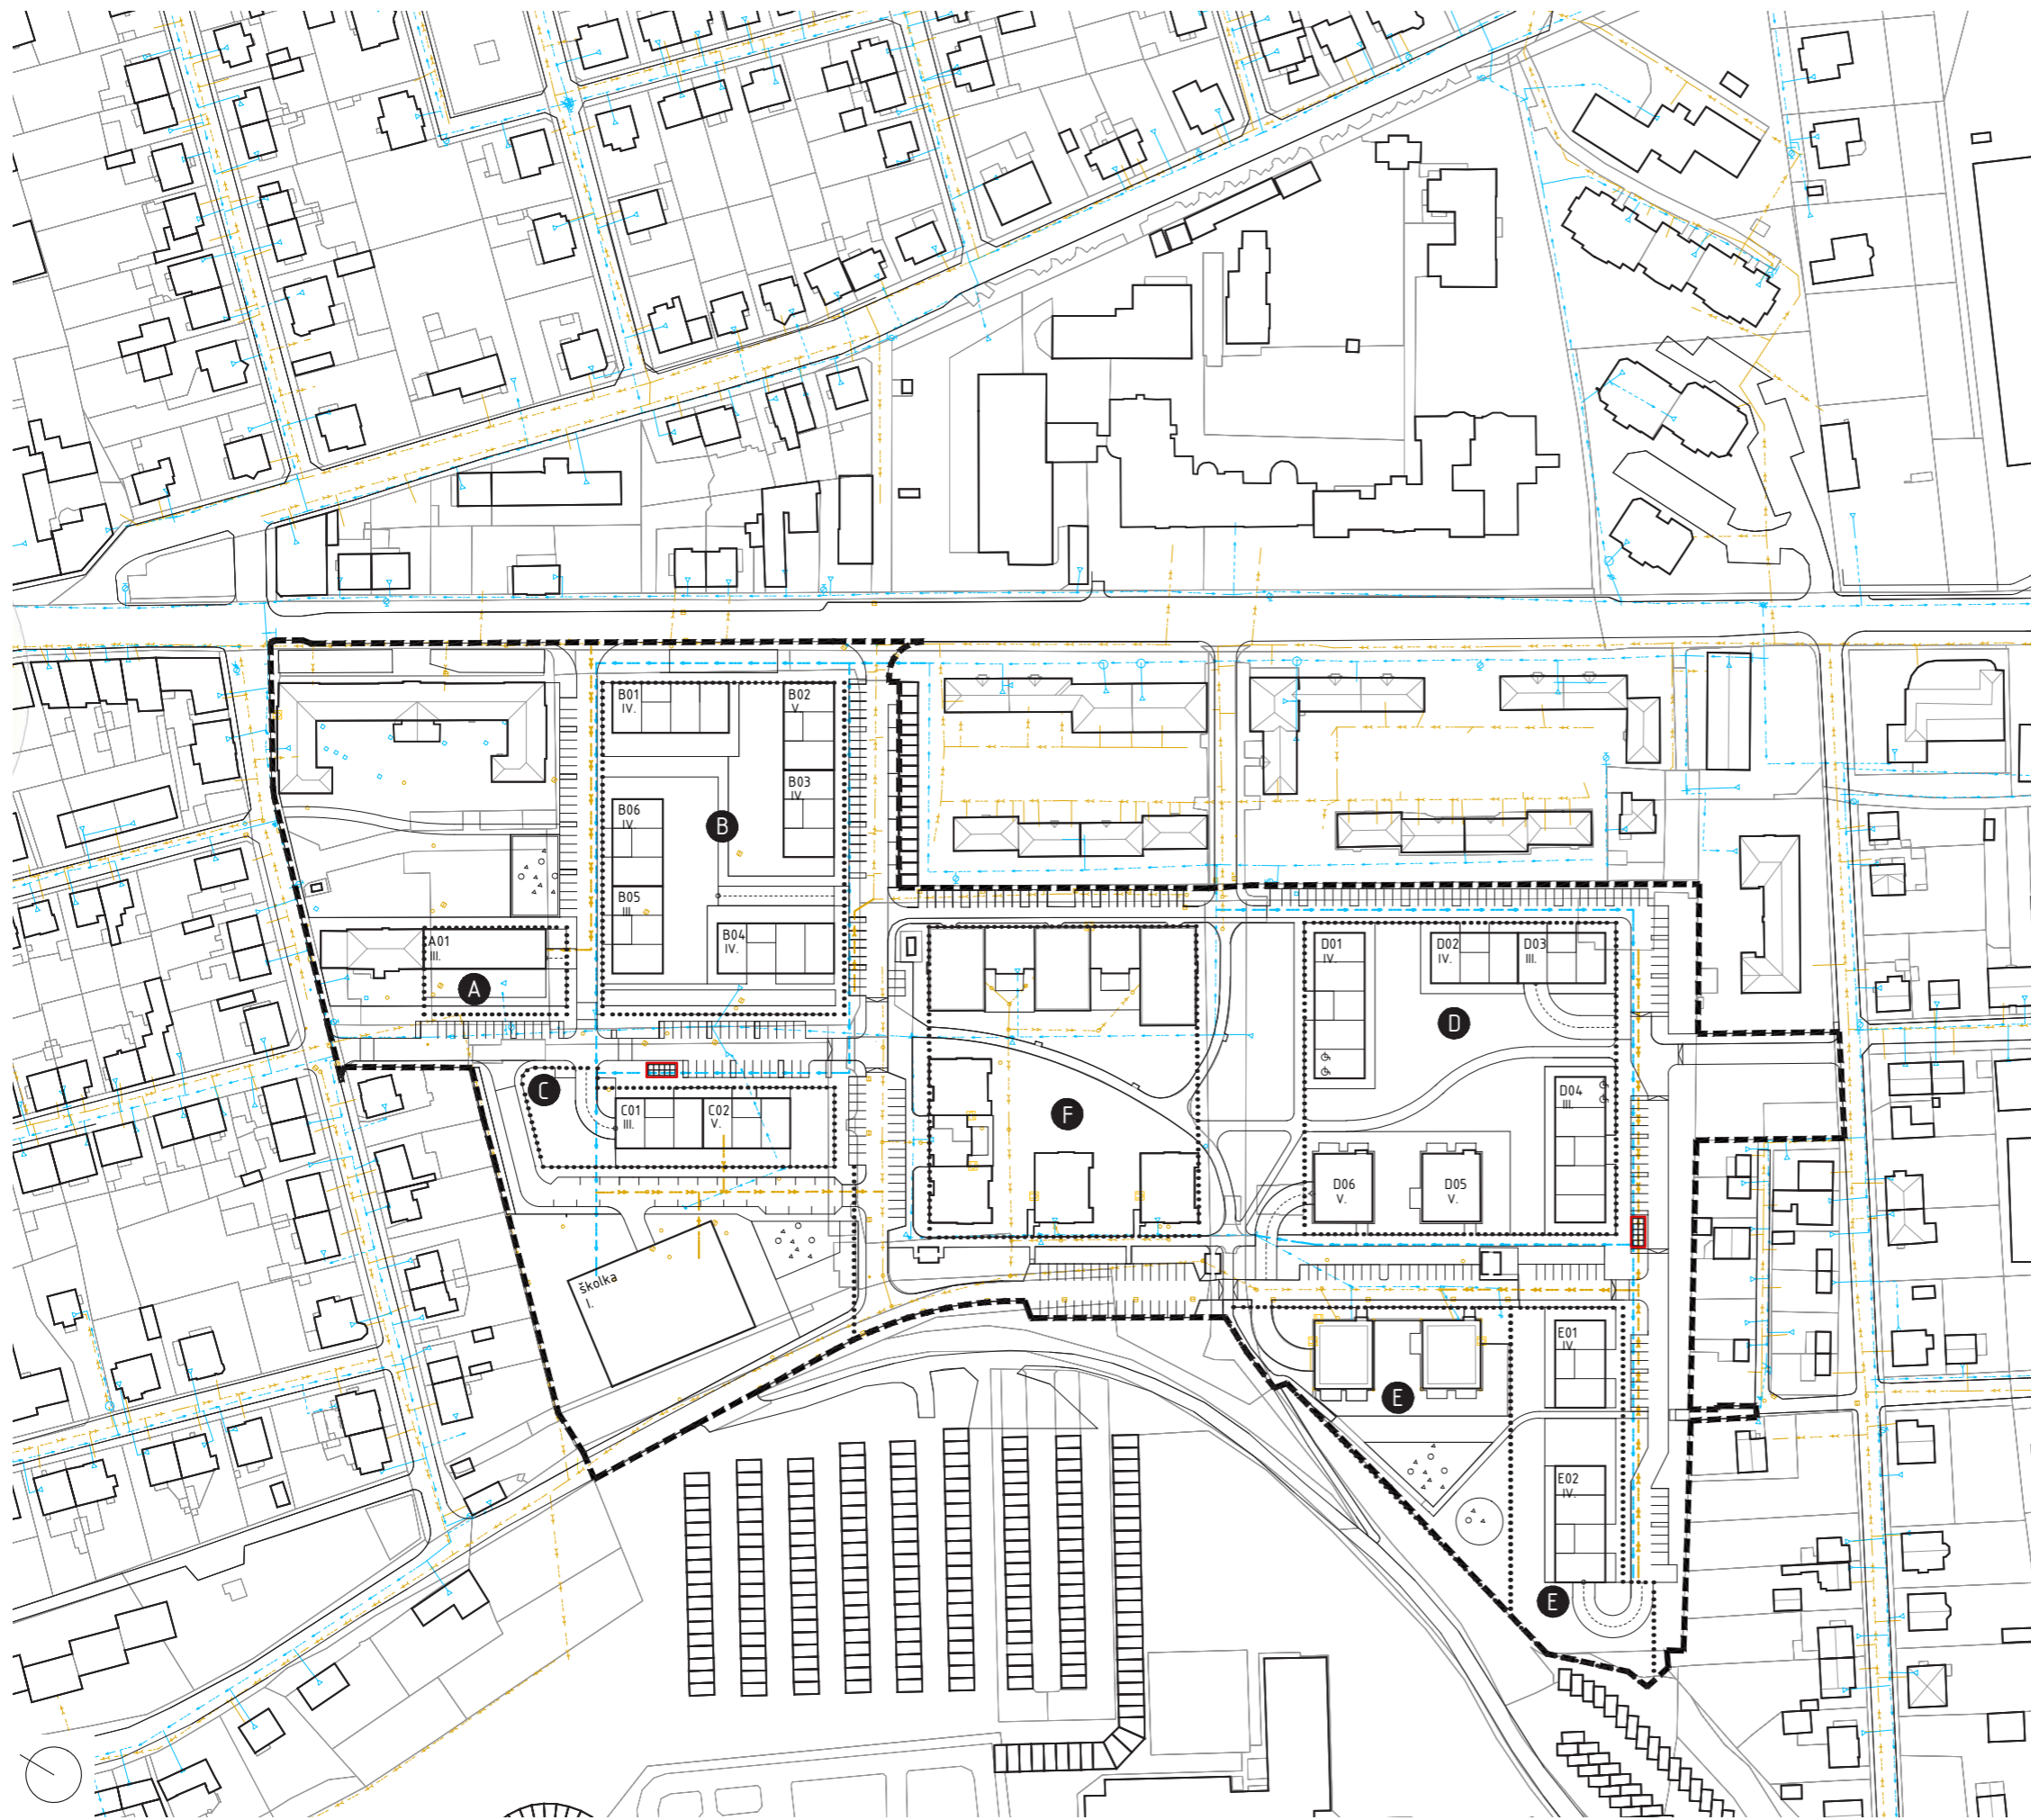 B01
IV.
B02
V.
B03
IV.
B06
IV.
B
B05
III.
B04
IV.
A01
III.
A
D01
IV.
D02
IV.
D03
III.
D
C
C01
III.
C02
V.
F
D04
III.
D06
V.
D05
V.
školka
I.
E01
IV.
E
E02
IV.
E